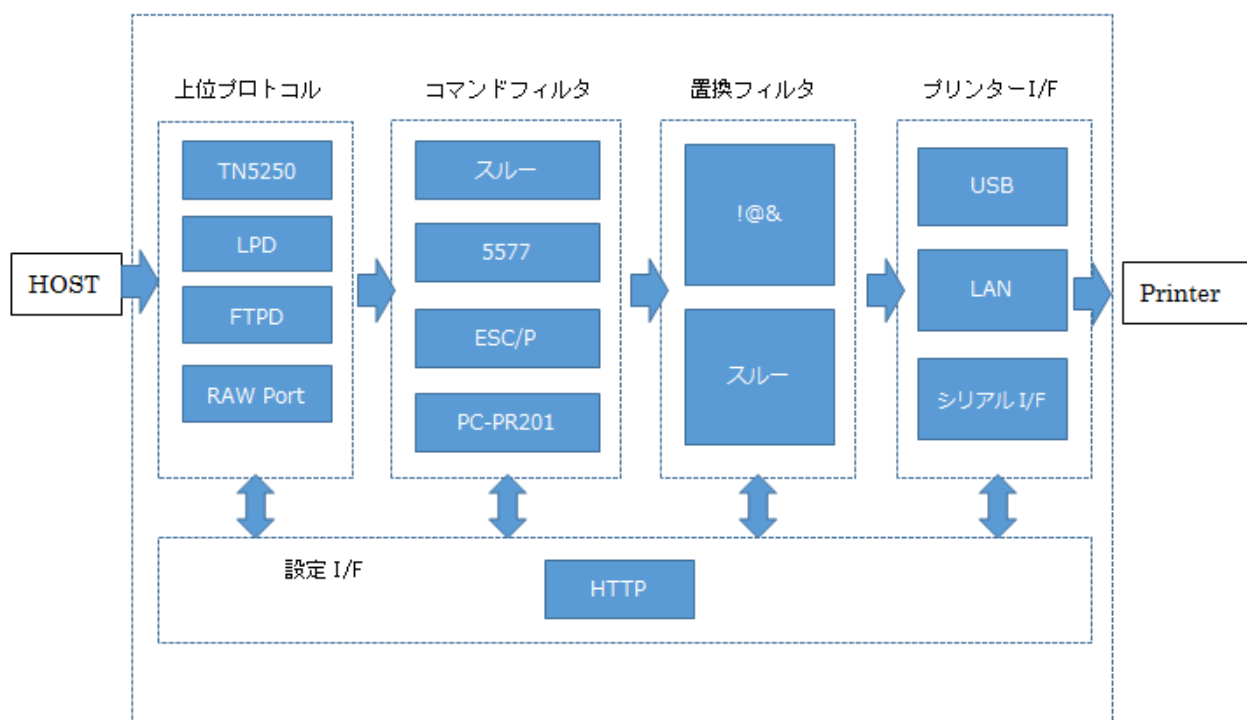 上位プロトコル
TN5250
LPD
FTPD
RAW Port
コマンドフィルタ
スルー
5577
ESC/P
PC-PR201
置換フィルタ
!@&
スルー
プリンターI/F
USB
LAN
シリアル I/F
HOST
Printer
設定 I/F
HTTP